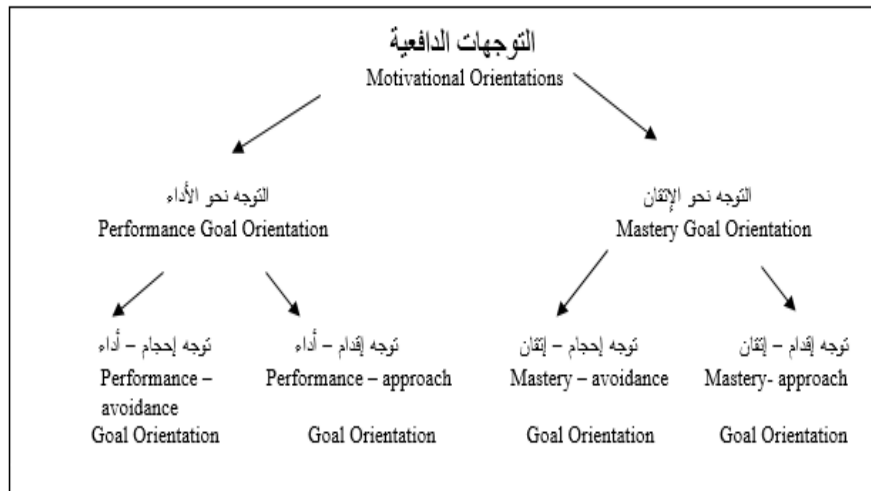 التوجهات الدافعية
Motivational Orientations
التوجه نحو الإتقان
Mastery Goal Orientation
التوجه نحو الأداء
Performance Goal Orientation
توجه إقدام – إتقان
Mastery- approach
Goal Orientation
توجه إحجام – إتقان
Mastery – avoidance
Goal Orientation
توجه إقدام – أداء
Performance – approach
Goal Orientation
توجه إحجام – أداء
Performance –
avoidance
Goal Orientation